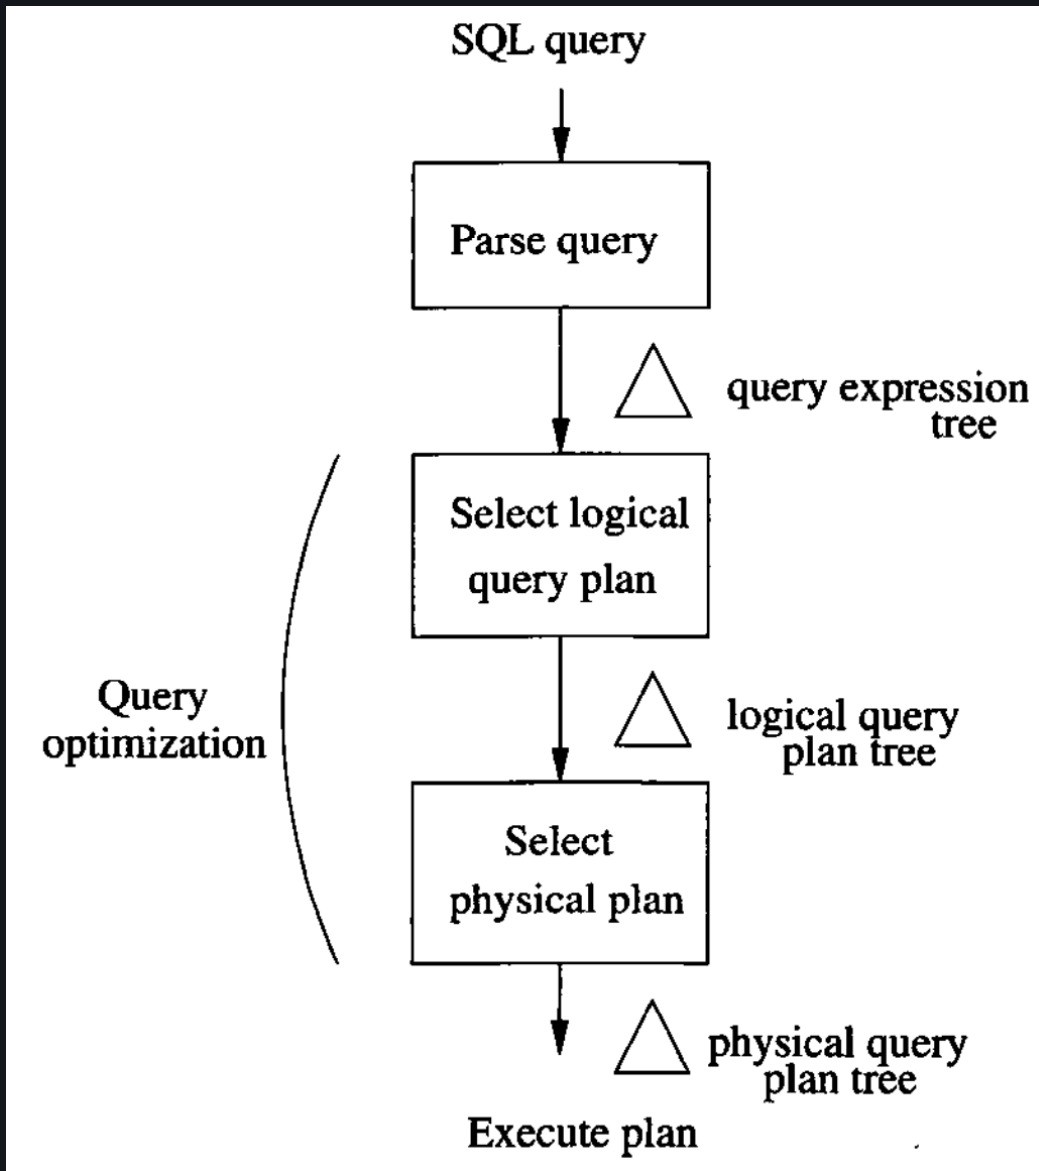 SQL query
Parse query
query expression
tree
Select logical
query plan
Query
optimization
logical query
plan tree
Select
physical plan
physical query
plan tree
Execute plan